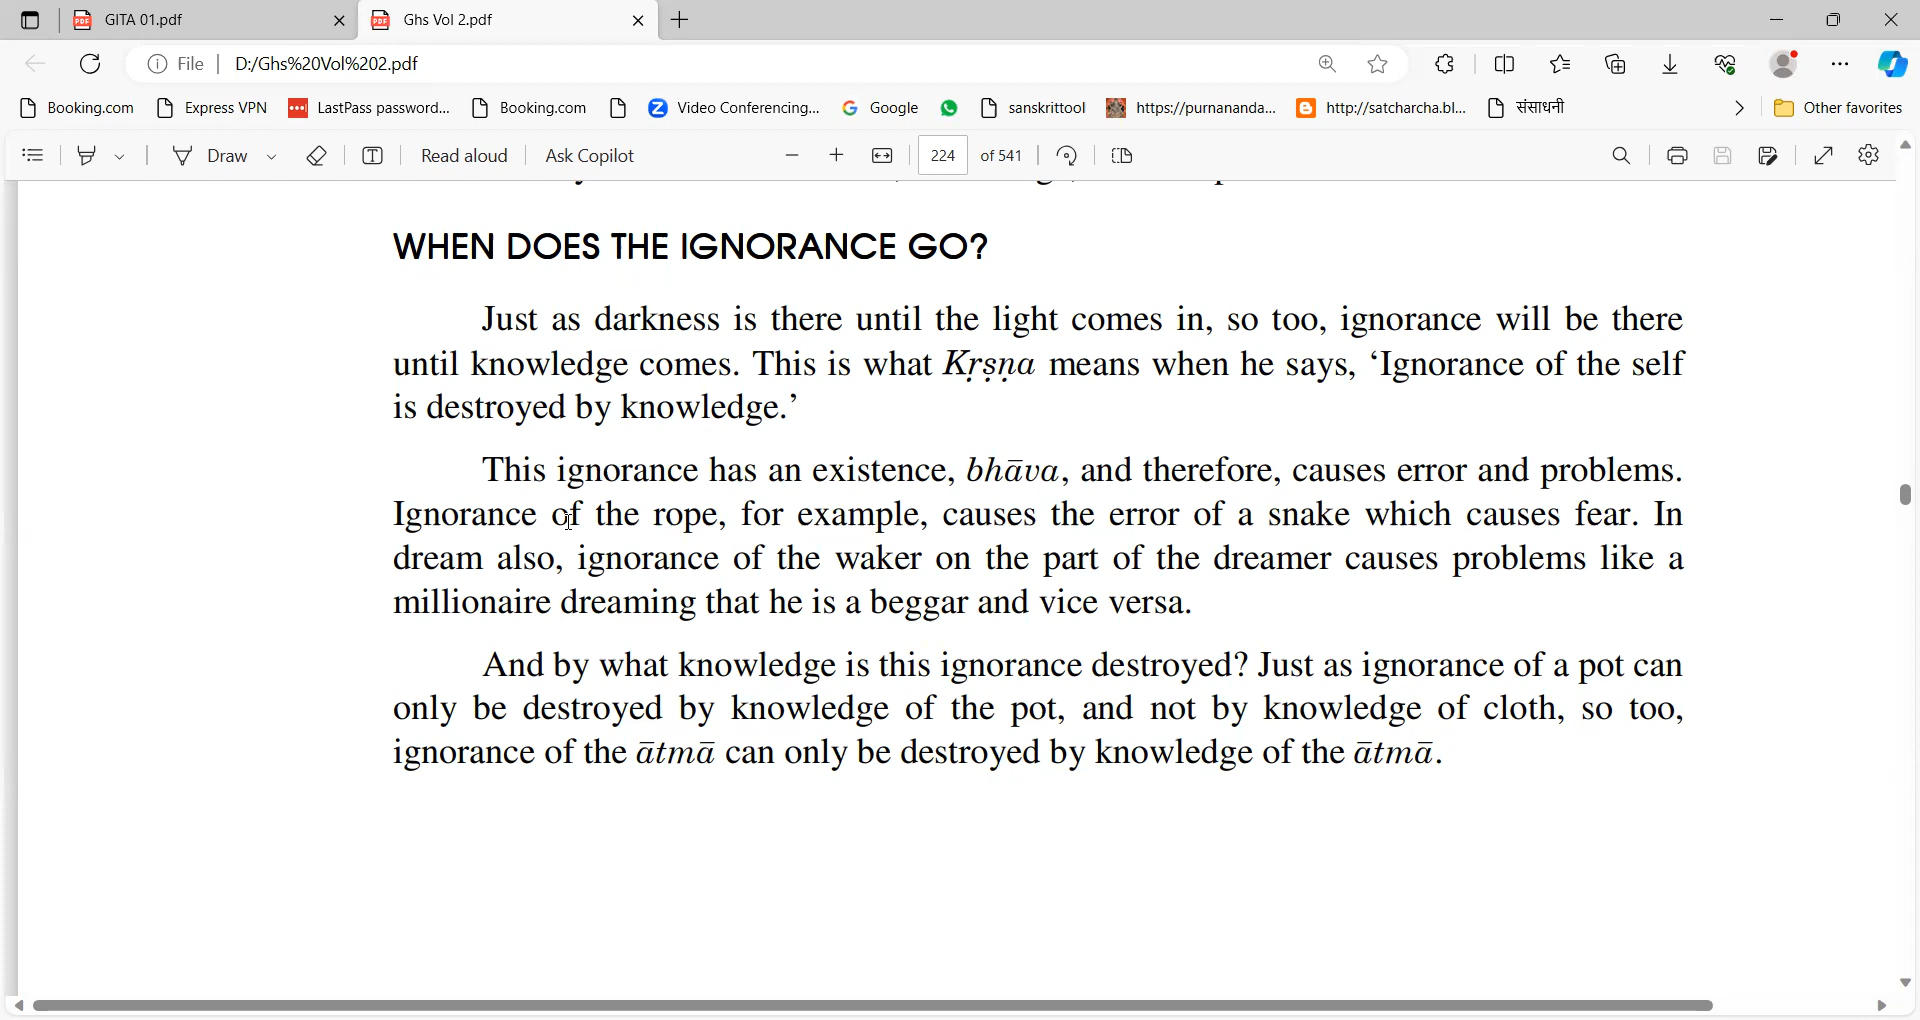 GITA 01.pdf
Ghs Vol 2.pdf
File | D:/Ghs%20Vol%202.pdf
Booking.com Express VPN LastPass password... Booking.com Video Conferencing... Google sanskrittool https://purnananda... http://satcharcha.bl... संसाधनी Other favorites
Draw Read aloud Ask Copilot 224 of 541
WHEN DOES THE IGNORANCE GO?
Just as darkness is there until the light comes in, so too, ignorance will be there
until knowledge comes. This is what Kṛṣṇa means when he says, ‘Ignorance of the self
is destroyed by knowledge.’
This ignorance has an existence, bhāva, and therefore, causes error and problems.
Ignorance of the rope, for example, causes the error of a snake which causes fear. In
dream also, ignorance of the waker on the part of the dreamer causes problems like a
millionaire dreaming that he is a beggar and vice versa.
And by what knowledge is this ignorance destroyed? Just as ignorance of a pot can
only be destroyed by knowledge of the pot, and not by knowledge of cloth, so too,
ignorance of the ātmā can only be destroyed by knowledge of the ātmā.